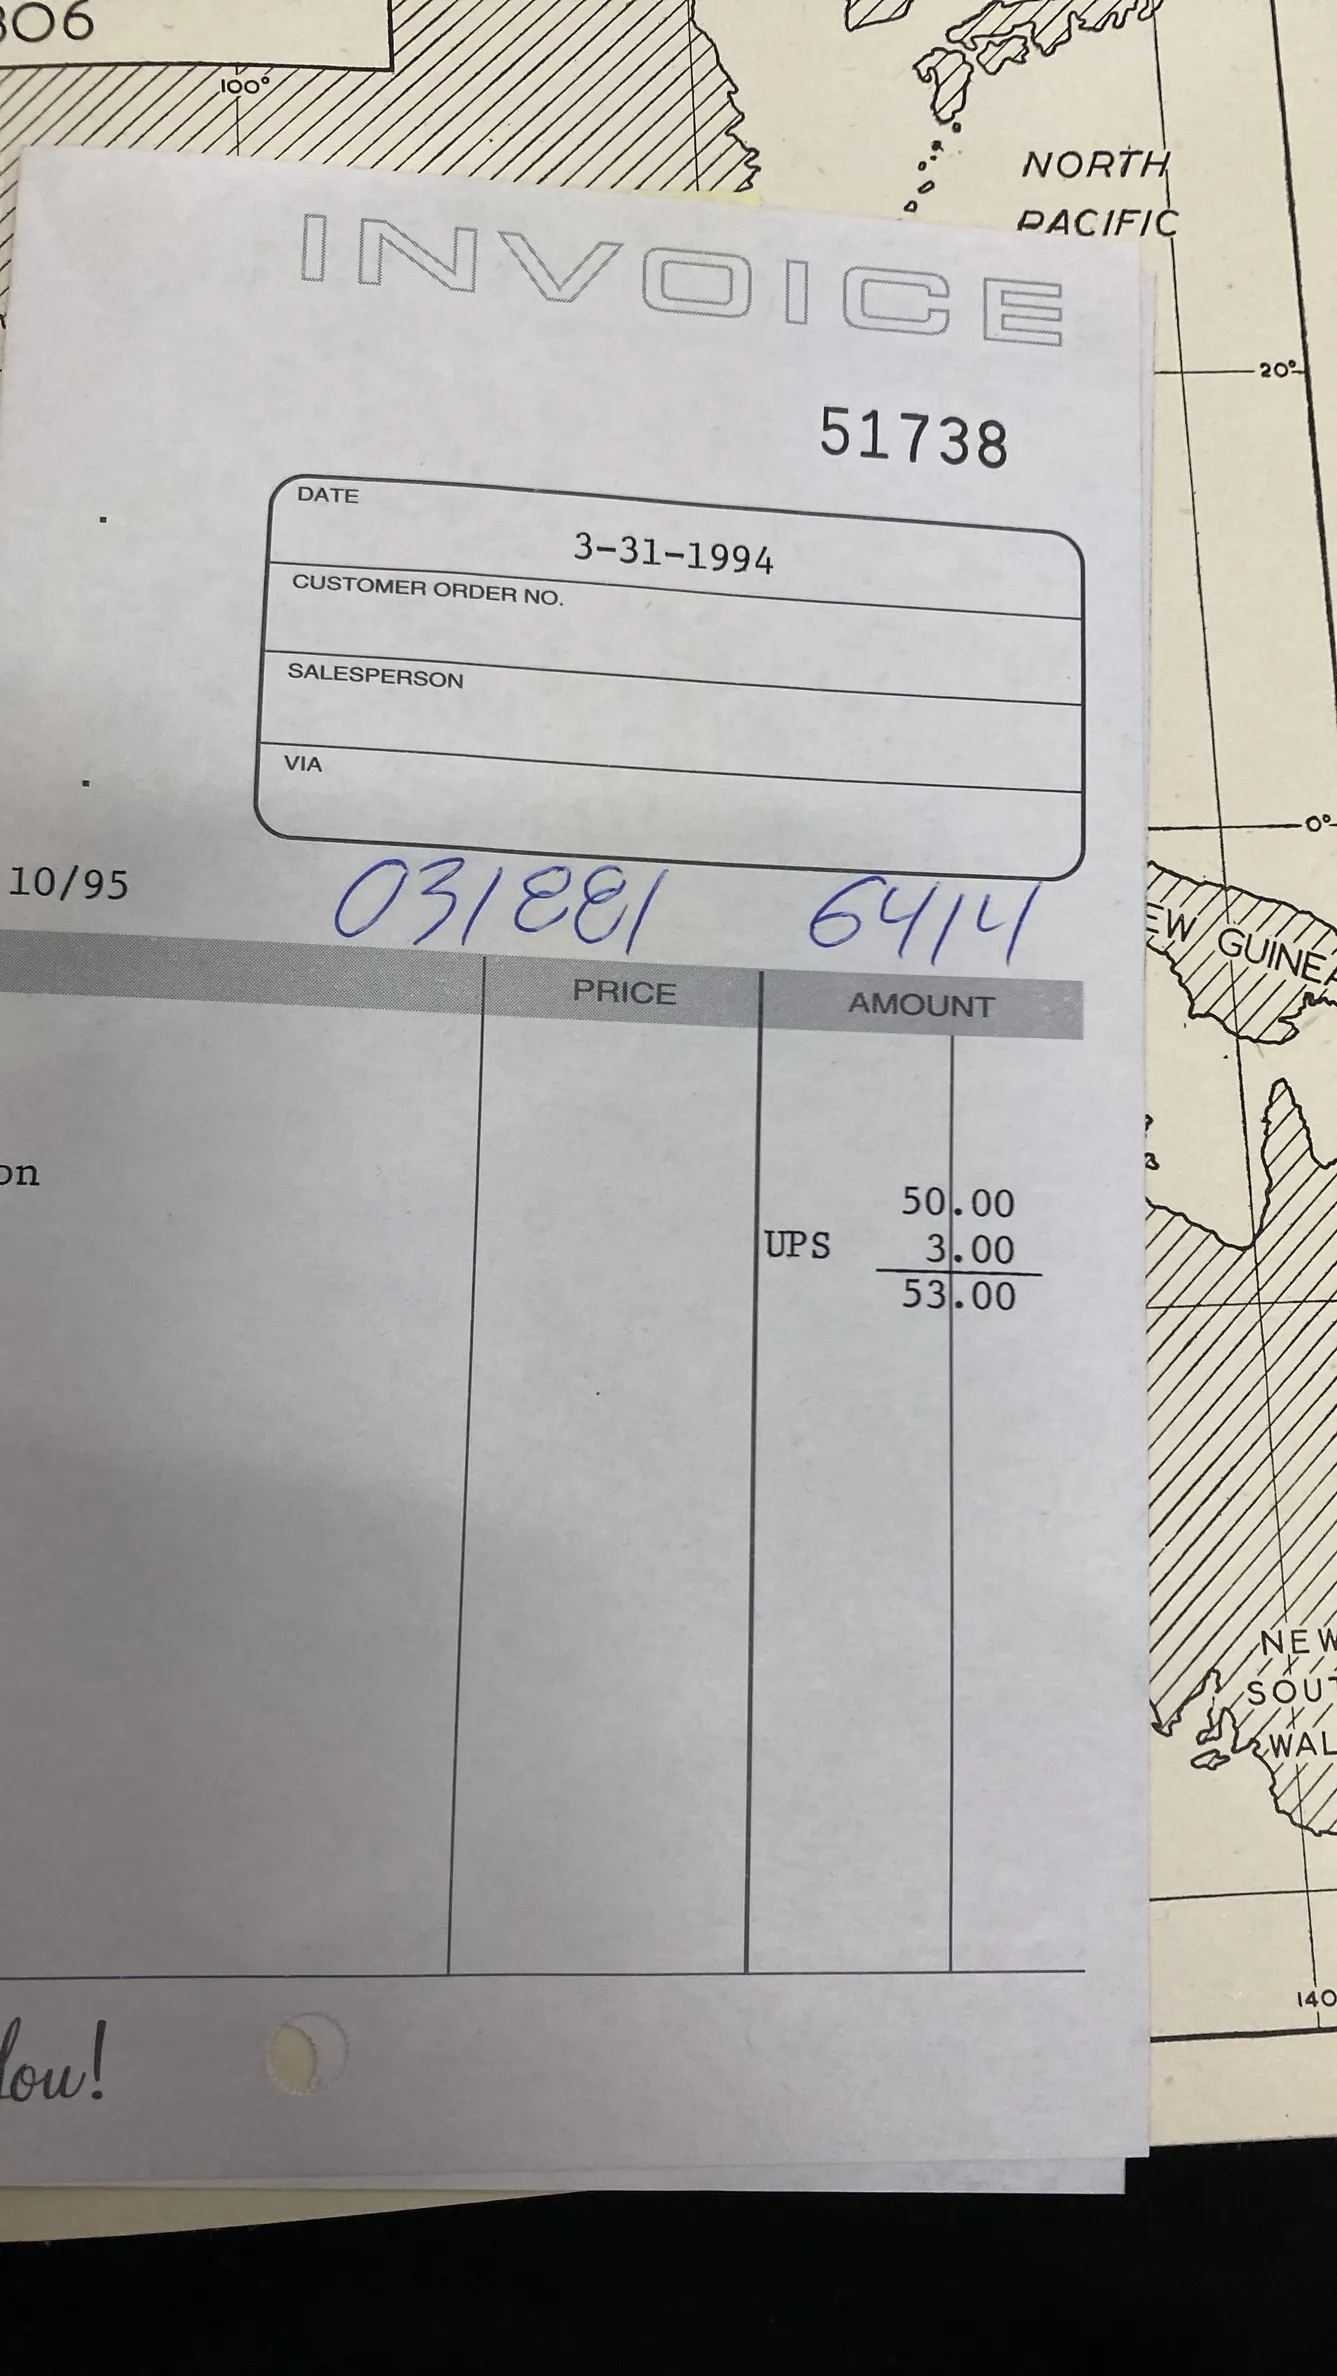 306
100°
NORTH
PACIFIC
INVOICE
20°
51738
DATE
3-31-1994
CUSTOMER ORDER NO.
SALESPERSON
VIA
0°
10/95 031881 6414
EW GUINEA
PRICE AMOUNT
on
50.00
UPS 3.00
53.00
NEW
SOUT
WAL
140
You!